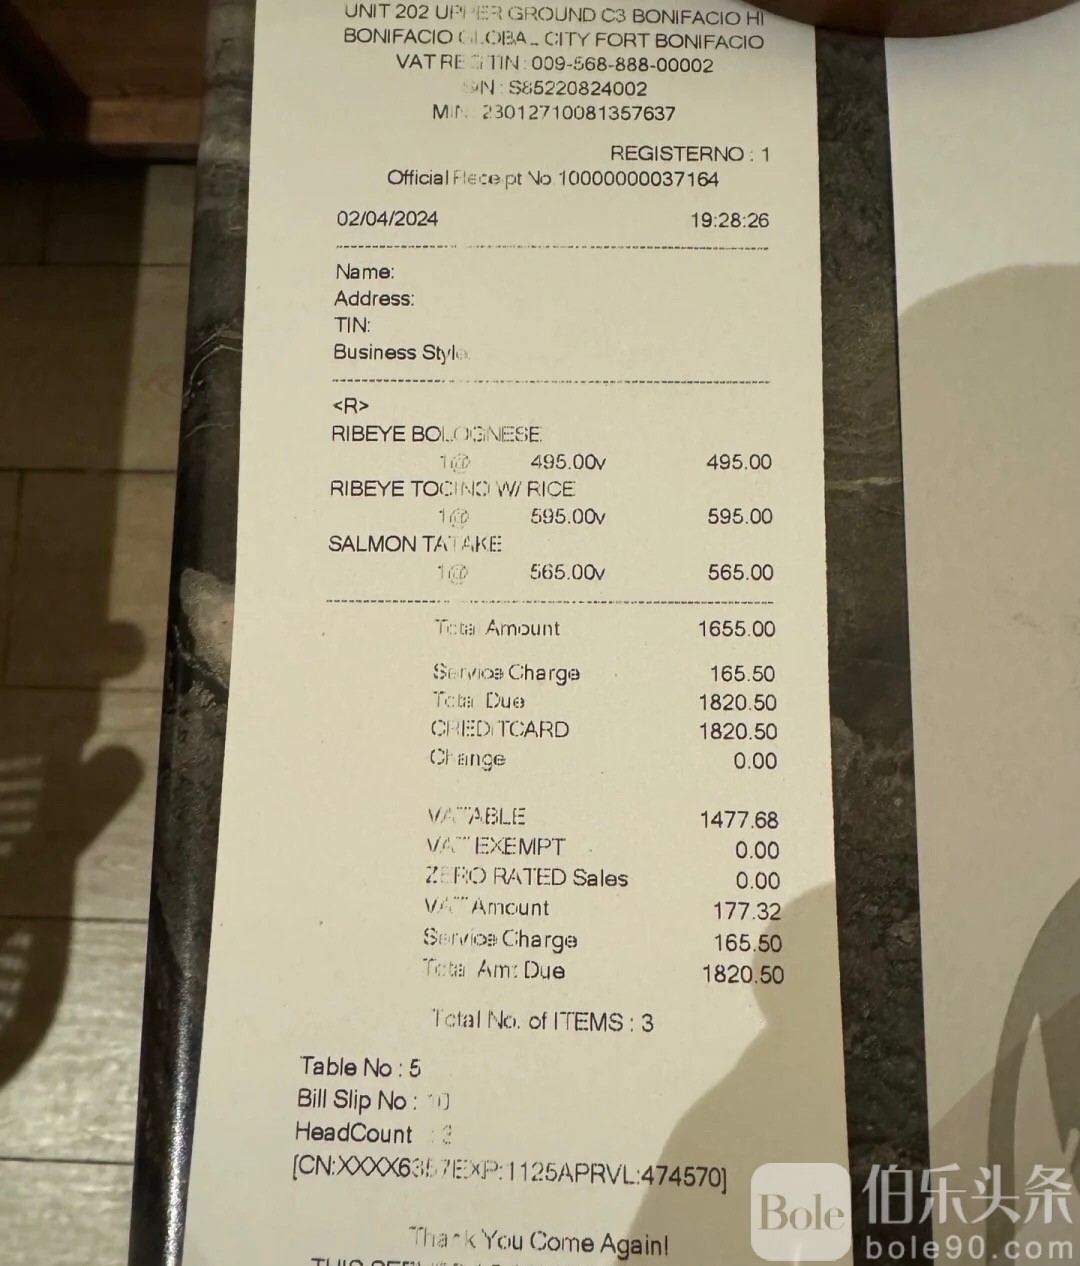 UNIT 202 UPPER GROUND C3 BONIFACIO HI
BONIFACIO GLOBAL CITY FORT BONIFACIO
VAT REG TIN : 009-568-888-00002
S/N : S85220824002
MIN : 23012710081357637
REGISTERNO : 1
Official Receipt No 10000000037164
02/04/2024 19:28:26
Name:
Address:
TIN:
Business Style:
<R>
RIBEYE BOLOGNESE
1@ 495.00v 495.00
RIBEYE TOCINO W/ RICE
1@ 595.00v 595.00
SALMON TATAKE
1@ 565.00v 565.00
Total Amount 1655.00
Service Charge 165.50
Total Due 1820.50
CREDITCARD 1820.50
Change 0.00
VATABLE 1477.68
VAT EXEMPT 0.00
ZERO RATED Sales 0.00
VAT Amount 177.32
Service Charge 165.50
Total Amt Due 1820.50
Total No. of ITEMS : 3
Table No : 5
Bill Slip No :
HeadCount :
[CN:XXXX6357EXP:1125APRVL:474570]
Thank You Come Again!
Bole 伯乐头条
bole90.com